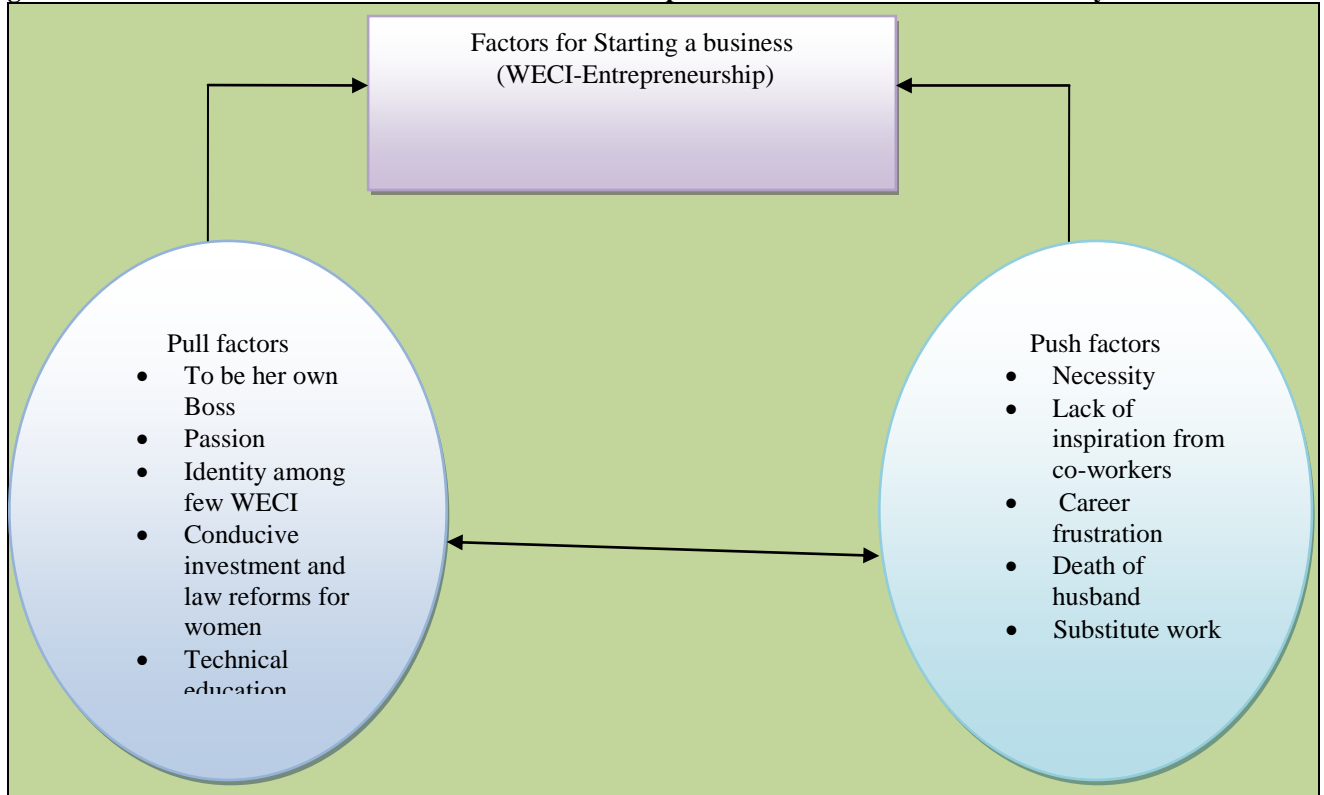 Factors for Starting a business
(WECI-Entrepreneurship)
Pull factors
• To be her own
Boss
• Passion
• Identity among
few WECI
• Conducive
investment and
law reforms for
women
• Technical
education
Push factors
• Necessity
• Lack of
inspiration from
co-workers
• Career
frustration
• Death of
husband
• Substitute work